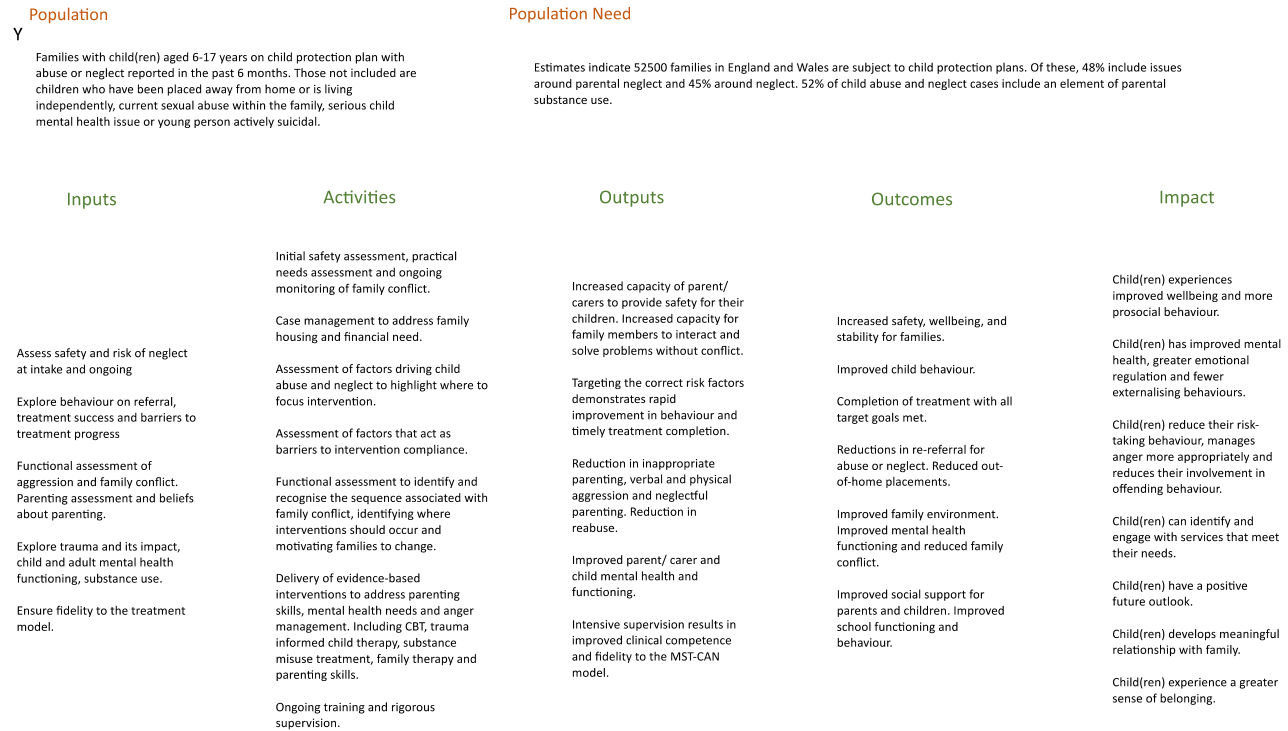 Population
Y
Families with child(ren) aged 6-17 years on child protection plan with
abuse or neglect reported in the past 6 months. Those not included are
children who have been placed away from home or is living
independently, current sexual abuse within the family, serious child
mental health issue or young person actively suicidal.
Population Need
Estimates indicate 52500 families in England and Wales are subject to child protection plans. Of these, 48% include issues
around parental neglect and 45% around neglect. 52% of child abuse and neglect cases include an element of parental
substance use.
Inputs
Assess safety and risk of neglect
at intake and ongoing
Explore behaviour on referral,
treatment success and barriers to
treatment progress
Functional assessment of
aggression and family conflict.
Parenting assessment and beliefs
about parenting.
Explore trauma and its impact,
child and adult mental health
functioning, substance use.
Ensure fidelity to the treatment
model.
Activities
Initial safety assessment, practical
needs assessment and ongoing
monitoring of family conflict.
Case management to address family
housing and financial need.
Assessment of factors driving child
abuse and neglect to highlight where to
focus intervention.
Assessment of factors that act as
barriers to intervention compliance.
Functional assessment to identify and
recognise the sequence associated with
family conflict, identifying where
interventions should occur and
motivating families to change.
Delivery of evidence-based
interventions to address parenting
skills, mental health needs and anger
management. Including CBT, trauma
informed child therapy, substance
misuse treatment, family therapy and
parenting skills.
Ongoing training and rigorous
supervision.
Outputs
Increased capacity of parent/
carers to provide safety for their
children. Increased capacity for
family members to interact and
solve problems without conflict.
Targeting the correct risk factors
demonstrates rapid
improvement in behaviour and
timely treatment completion.
Reduction in inappropriate
parenting, verbal and physical
aggression and neglectful
parenting. Reduction in
reabuse.
Improved parent/ carer and
child mental health and
functioning.
Intensive supervision results in
improved clinical competence
and fidelity to the MST-CAN
model.
Outcomes
Increased safety, wellbeing, and
stability for families.
Improved child behaviour.
Completion of treatment with all
target goals met.
Reductions in re-referral for
abuse or neglect. Reduced out-
of-home placements.
Improved family environment.
Improved mental health
functioning and reduced family
conflict.
Improved social support for
parents and children. Improved
school functioning and
behaviour.
Impact
Child(ren) experiences
improved wellbeing and more
prosocial behaviour.
Child(ren) has improved mental
health, greater emotional
regulation and fewer
externalising behaviours.
Child(ren) reduce their risk-
taking behaviour, manages
anger more appropriately and
reduces their involvement in
offending behaviour.
Child(ren) can identify and
engage with services that meet
their needs.
Child(ren) have a positive
future outlook.
Child(ren) develops meaningful
relationship with family.
Child(ren) experience a greater
sense of belonging.